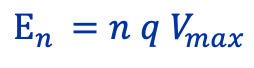 Eₙ = n q Vₘₐₓ